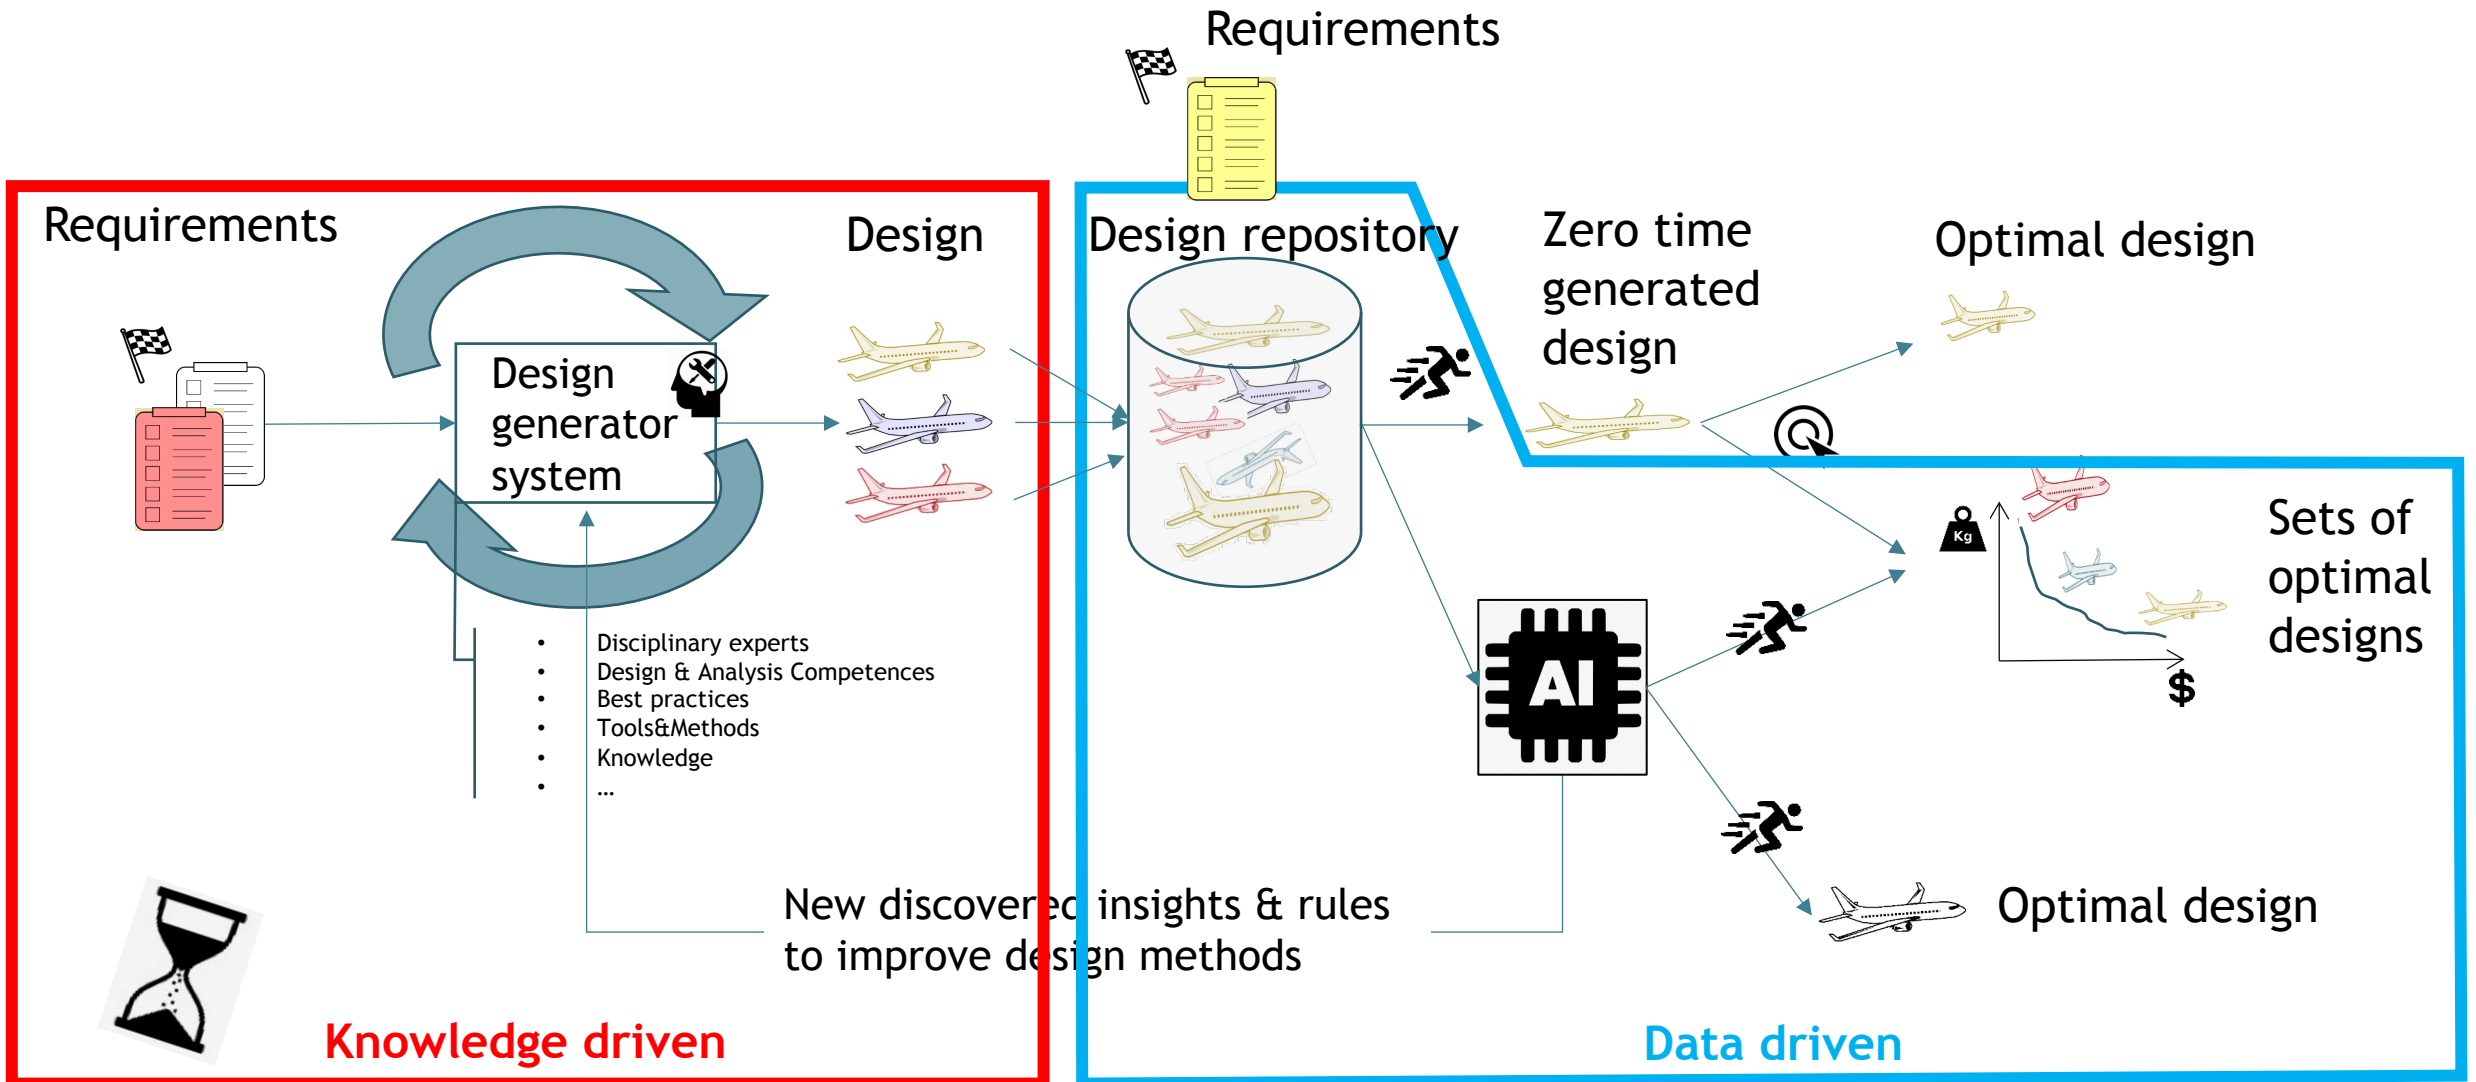 Requirements
Requirements
Design
Design repository
Zero time
generated
design
Optimal design
Design
generator
system
Kg
$
Sets of
optimal
designs
• Disciplinary experts
• Design & Analysis Competences
• Best practices
• Tools&Methods
• Knowledge
• …
AI
New discovered insights & rules
to improve design methods
Optimal design
Knowledge driven
Data driven